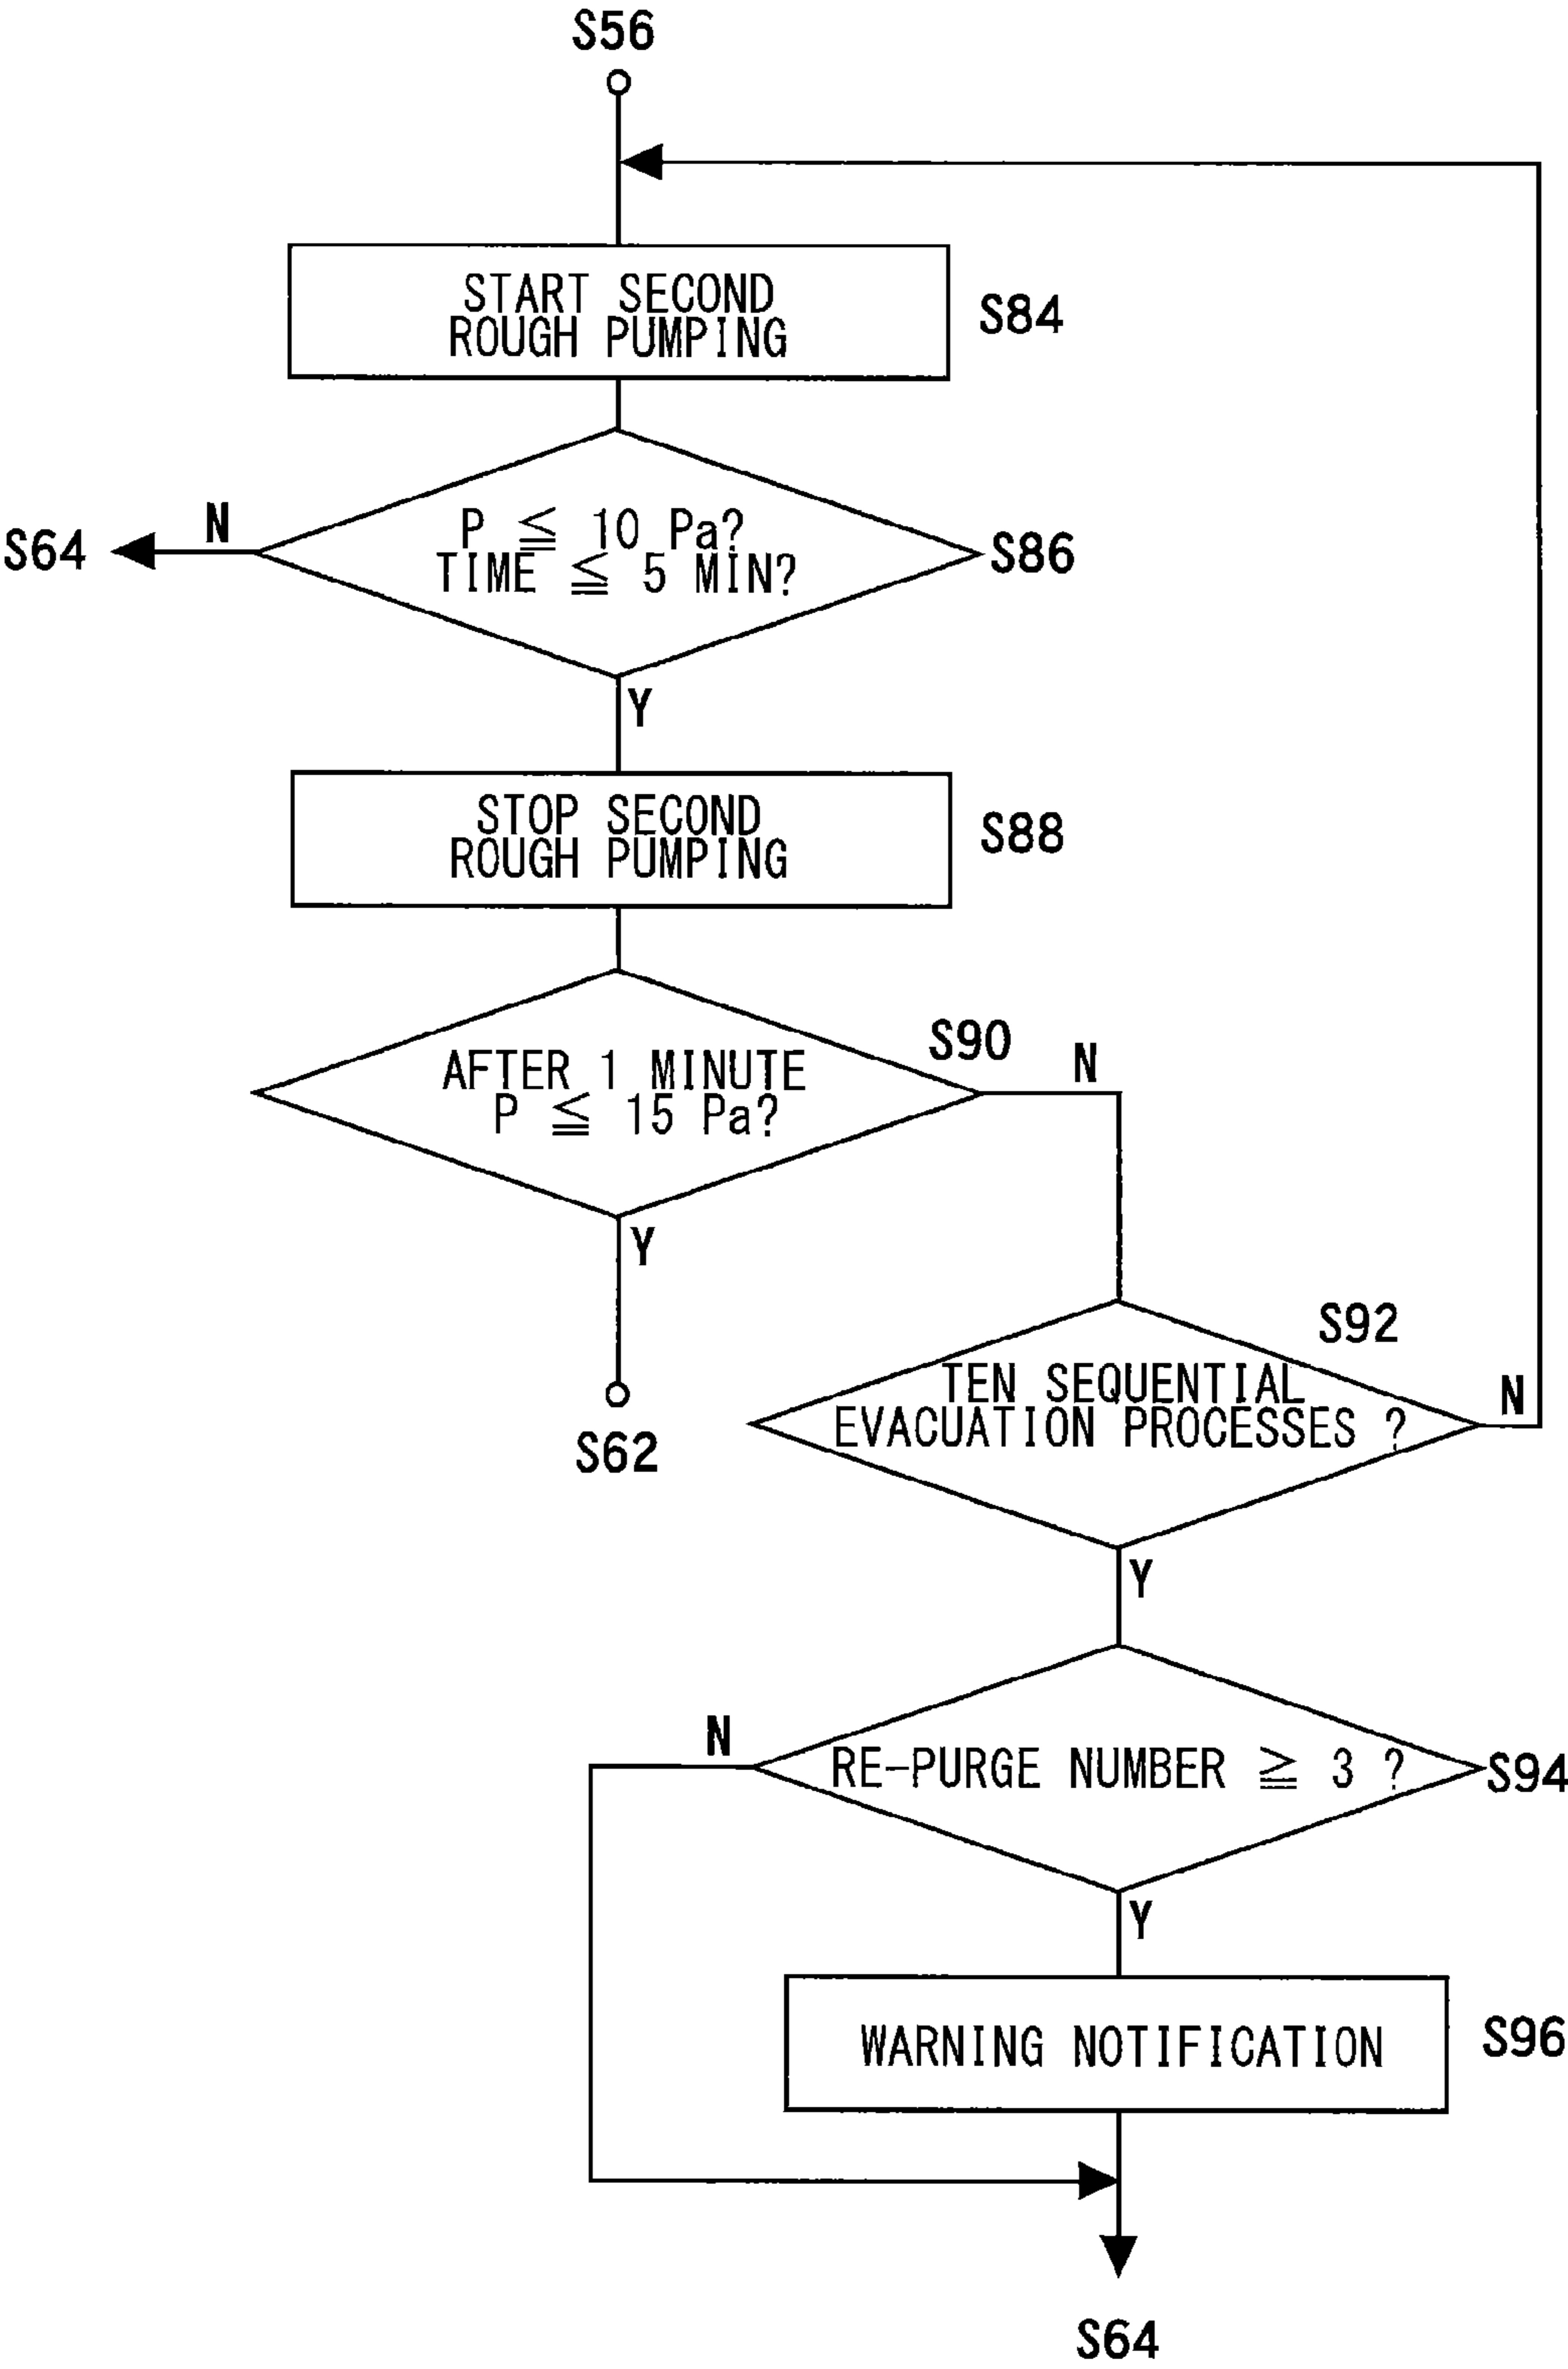 S56
START SECOND
ROUGH PUMPING
S84
N
S64
P ≦ 10 Pa?
TIME ≦ 5 MIN?
S86
Y
STOP SECOND
ROUGH PUMPING
S88
AFTER 1 MINUTE
P ≦ 15 Pa?
S90
N
Y
S62
S92
TEN SEQUENTIAL
EVACUATION PROCESSES ?
N
Y
N
RE-PURGE NUMBER ≧ 3 ?
S94
Y
WARNING NOTIFICATION
S96
S64